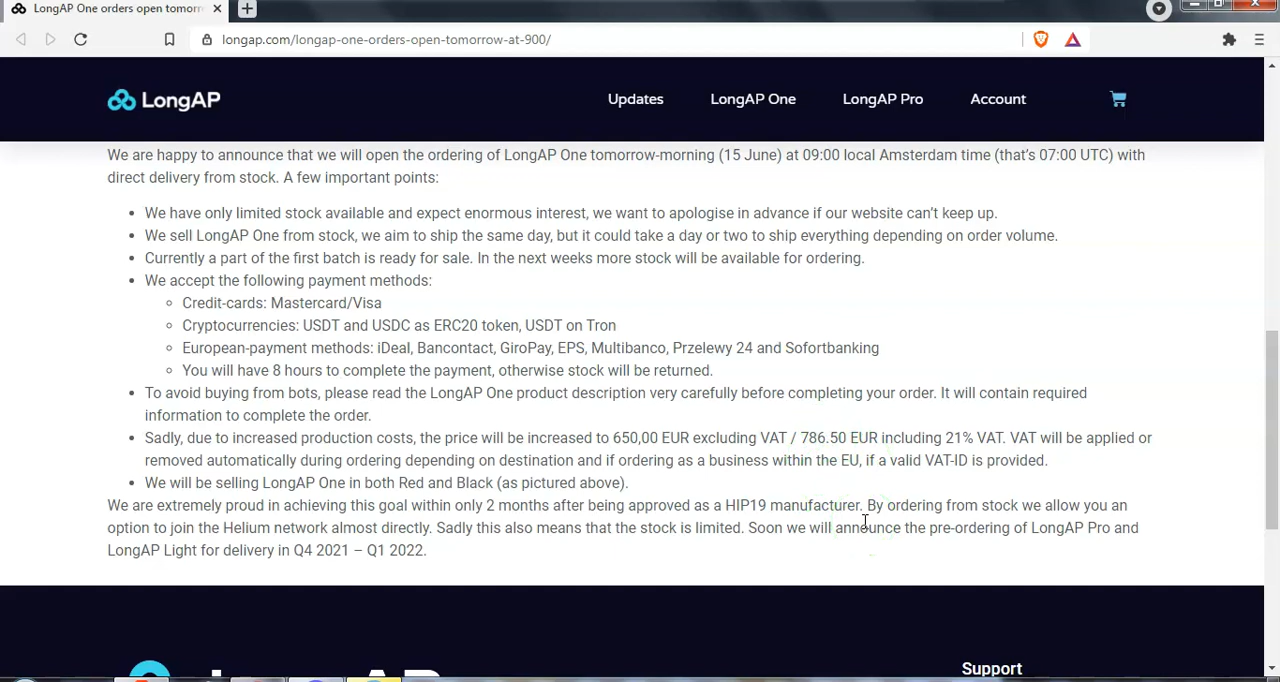 LongAP One orders open tomorr
longap.com/longap-one-orders-open-tomorrow-at-900/
LongAP
Updates
LongAP One
LongAP Pro
Account
We are happy to announce that we will open the ordering of LongAP One tomorrow-morning (15 June) at 09:00 local Amsterdam time (that's 07:00 UTC) with
direct delivery from stock. A few important points:
• We have only limited stock available and expect enormous interest, we want to apologise in advance if our website can't keep up.
• We sell LongAP One from stock, we aim to ship the same day, but it could take a day or two to ship everything depending on order volume.
• Currently a part of the first batch is ready for sale. In the next weeks more stock will be available for ordering.
• We accept the following payment methods:
◦ Credit-cards: Mastercard/Visa
◦ Cryptocurrencies: USDT and USDC as ERC20 token, USDT on Tron
◦ European-payment methods: iDeal, Bancontact, GiroPay, EPS, Multibanco, Przelewy 24 and Sofortbanking
◦ You will have 8 hours to complete the payment, otherwise stock will be returned.
• To avoid buying from bots, please read the LongAP One product description very carefully before completing your order. It will contain required
information to complete the order.
• Sadly, due to increased production costs, the price will be increased to 650,00 EUR excluding VAT / 786.50 EUR including 21% VAT. VAT will be applied or
removed automatically during ordering depending on destination and if ordering as a business within the EU, if a valid VAT-ID is provided.
• We will be selling LongAP One in both Red and Black (as pictured above).
We are extremely proud in achieving this goal within only 2 months after being approved as a HIP19 manufacturer. By ordering from stock we allow you an
option to join the Helium network almost directly. Sadly this also means that the stock is limited. Soon we will announce the pre-ordering of LongAP Pro and
LongAP Light for delivery in Q4 2021 – Q1 2022.
Support